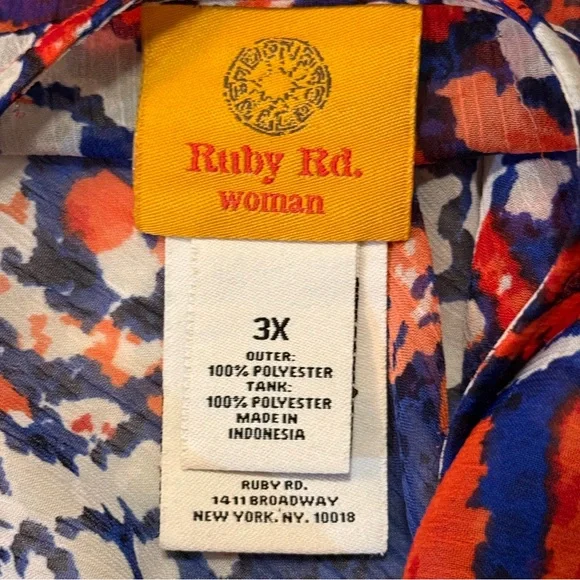 Ruby Rd.
woman
3X
OUTER:
100% POLYESTER
TANK:
100% POLYESTER
MADE IN
INDONESIA
RUBY RD.
1411 BROADWAY
NEW YORK. NY. 10018